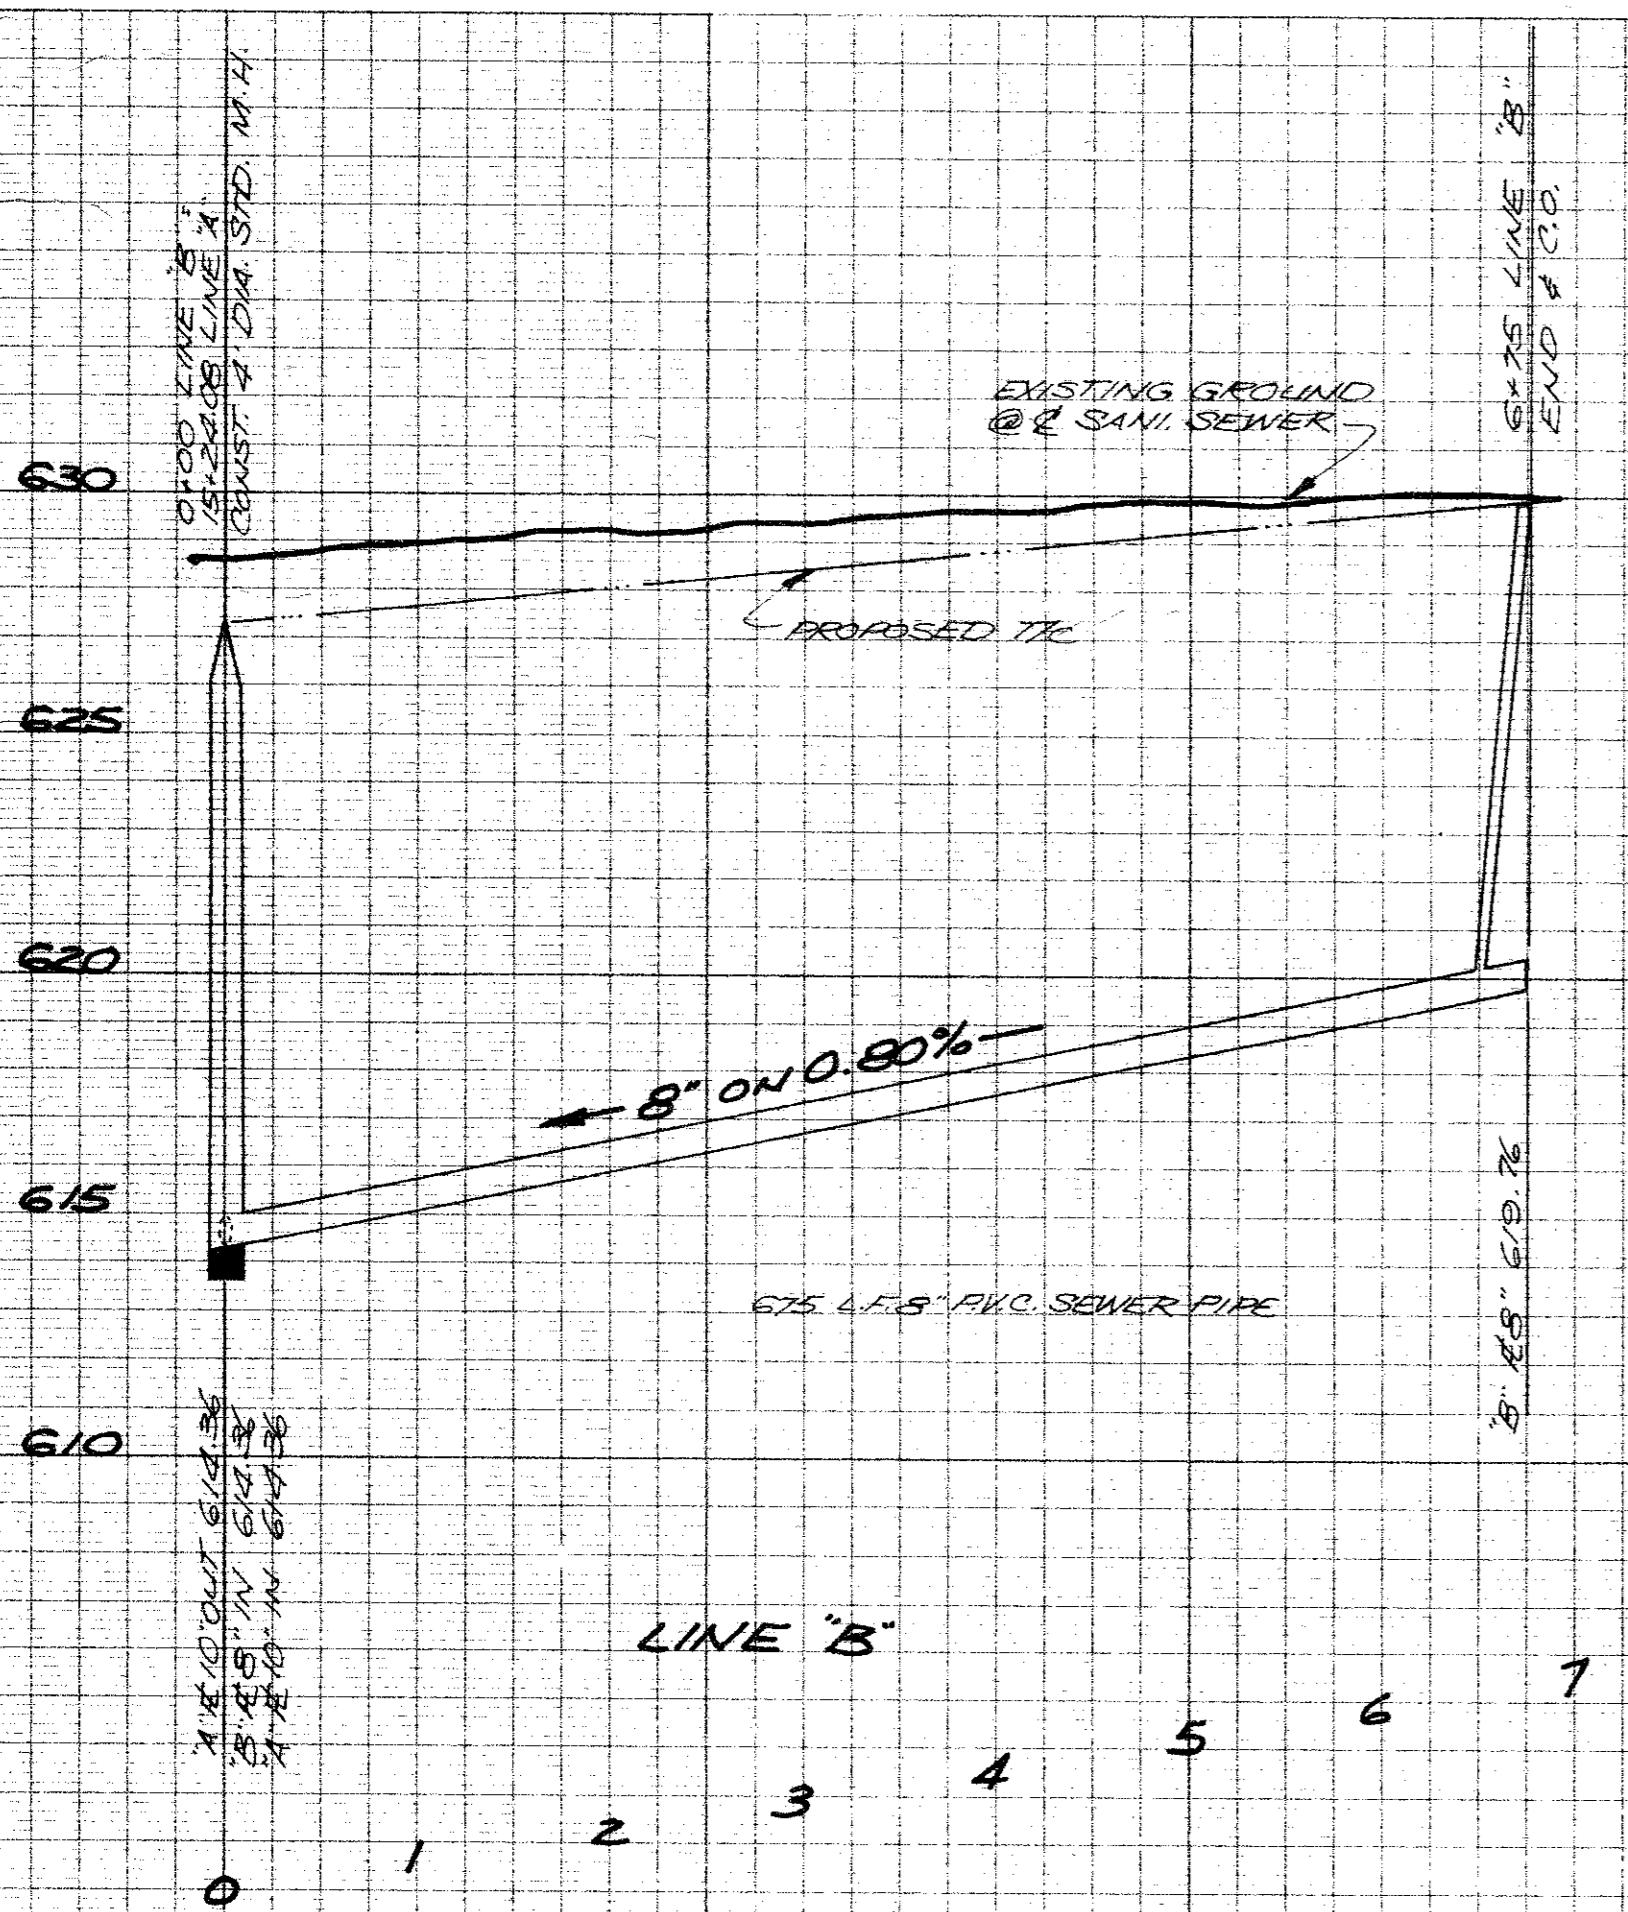 0+00 LINE "B"
15+24.08 LINE "A"
CONST. 4' DIA. STD. M.H.
6+75 LINE "B"
END & C.O.
EXISTING GROUND
@ ℄ SANI. SEWER
630
PROPOSED T/C
625
620
8" ON 0.80%
615
675 L.F. 8" P.V.C. SEWER PIPE
"B" ℄ 8" 619.76
610
"A" ℄ 10" OUT 614.36
"B" ℄ 8" IN 614.36
"A" ℄ 10" IN 614.36
LINE "B"
0
1
2
3
4
5
6
7